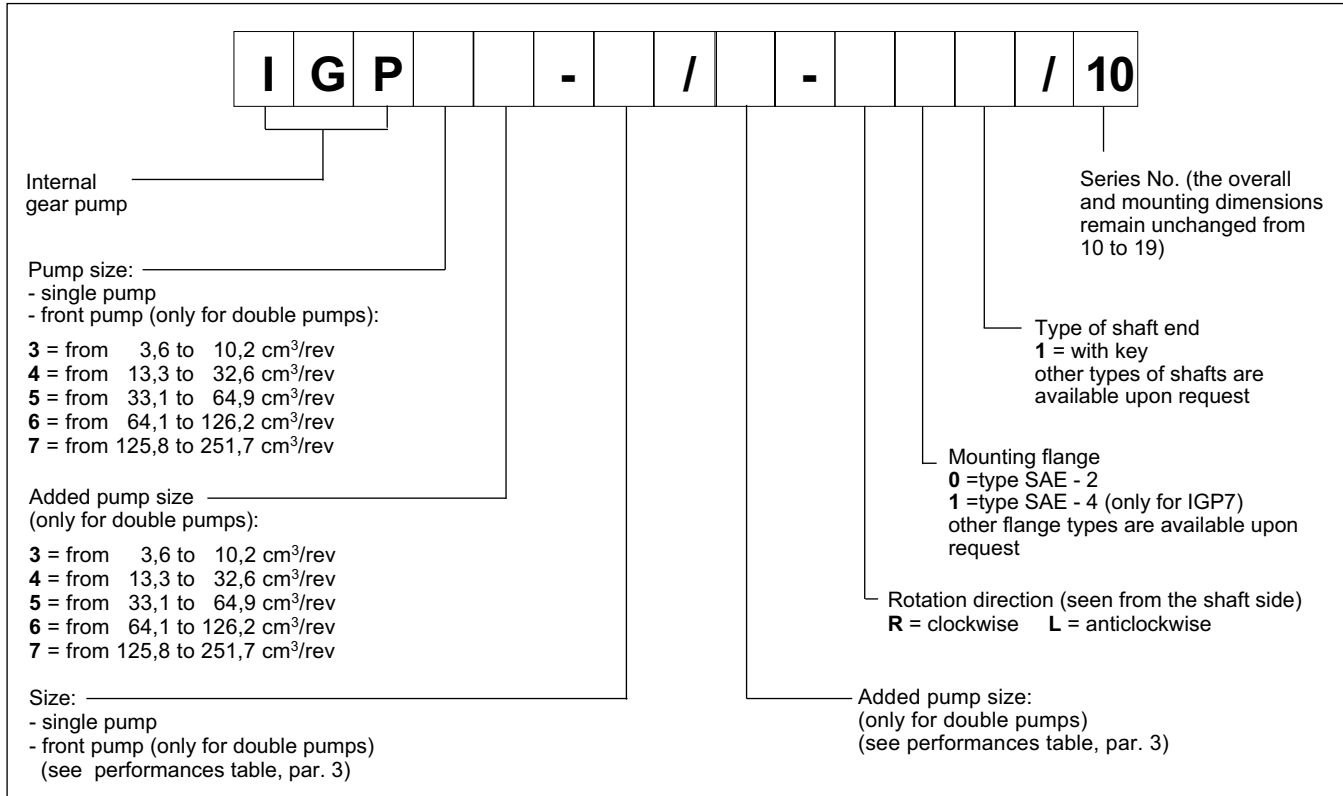 I G P - / - / 10
Internal
gear pump
Series No. (the overall
and mounting dimensions
remain unchanged from
10 to 19)
Pump size:
- single pump
- front pump (only for double pumps):
3 = from 3,6 to 10,2 cm³/rev
4 = from 13,3 to 32,6 cm³/rev
5 = from 33,1 to 64,9 cm³/rev
6 = from 64,1 to 126,2 cm³/rev
7 = from 125,8 to 251,7 cm³/rev
Type of shaft end
1 = with key
other types of shafts are
available upon request
Mounting flange
0 =type SAE - 2
1 =type SAE - 4 (only for IGP7)
other flange types are available upon
request
Added pump size
(only for double pumps):
3 = from 3,6 to 10,2 cm³/rev
4 = from 13,3 to 32,6 cm³/rev
5 = from 33,1 to 64,9 cm³/rev
6 = from 64,1 to 126,2 cm³/rev
7 = from 125,8 to 251,7 cm³/rev
Rotation direction (seen from the shaft side)
R = clockwise L = anticlockwise
Size:
- single pump
- front pump (only for double pumps)
(see performances table, par. 3)
Added pump size:
(only for double pumps)
(see performances table, par. 3)